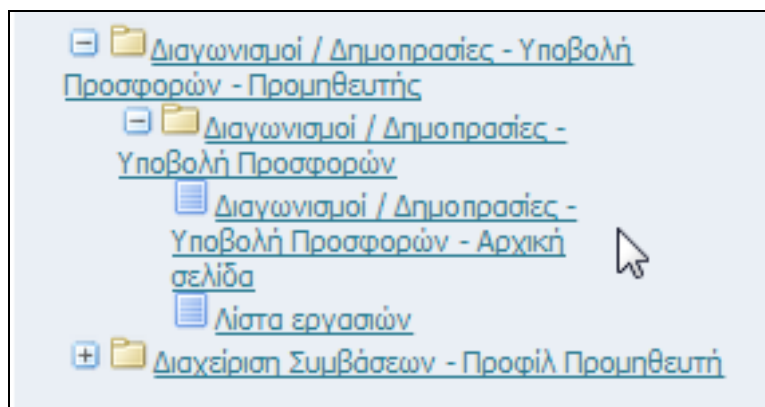 Διαγωνισμοί / Δημοπρασίες - Υποβολή
Προσφορών - Προμηθευτής
Διαγωνισμοί / Δημοπρασίες -
Υποβολή Προσφορών
Διαγωνισμοί / Δημοπρασίες -
Υποβολή Προσφορών - Αρχική
σελίδα
Λίστα εργασιών
Διαχείριση Συμβάσεων - Προφίλ Προμηθευτή